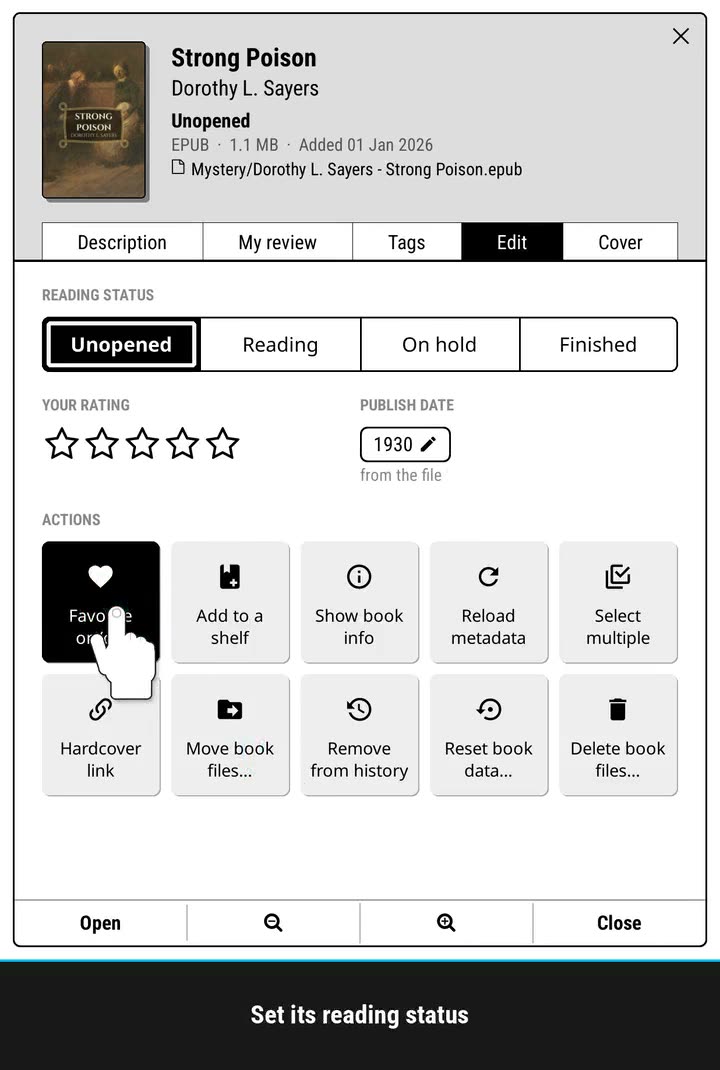 Strong Poison
Dorothy L. Sayers
STRONG
POISON
DOROTHY L. SAYERS
Unopened
EPUB · 1.1 MB · Added 01 Jan 2026
Mystery/Dorothy L. Sayers - Strong Poison.epub
Description
My review
Tags
Edit
Cover
READING STATUS
Unopened
Reading
On hold
Finished
YOUR RATING
PUBLISH DATE
1930
from the file
ACTIONS
Add to a
shelf
Show book
info
Reload
metadata
Select
multiple
Hardcover
link
Move book
files...
Remove
from history
Reset book
data...
Delete book
files...
Open
Close
Set its reading status